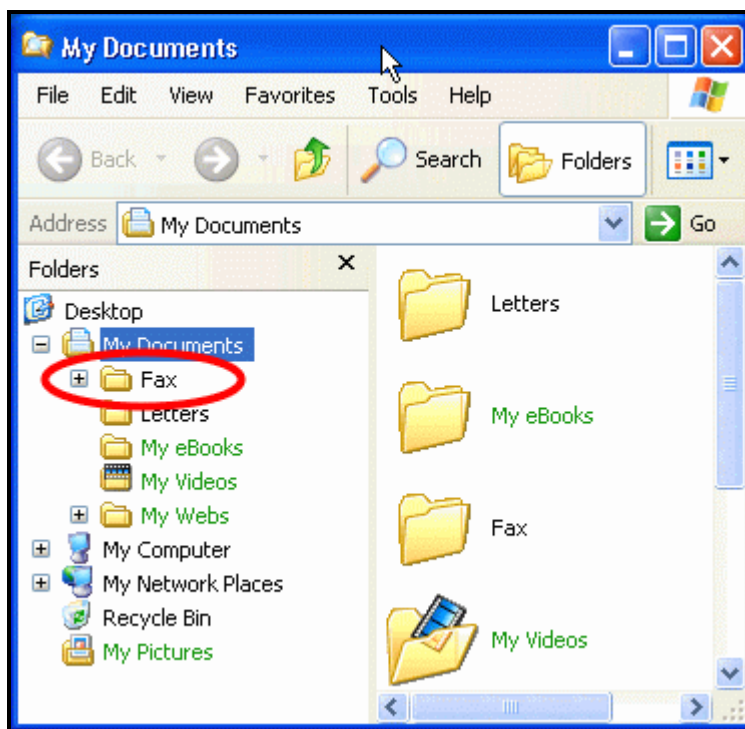 My Documents
File Edit View Favorites Tools Help
Back Search Folders
Address My Documents Go
Folders
Desktop
My Documents
Fax
Letters
My eBooks
My Videos
My Webs
My Computer
My Network Places
Recycle Bin
My Pictures
Letters
My eBooks
Fax
My Videos